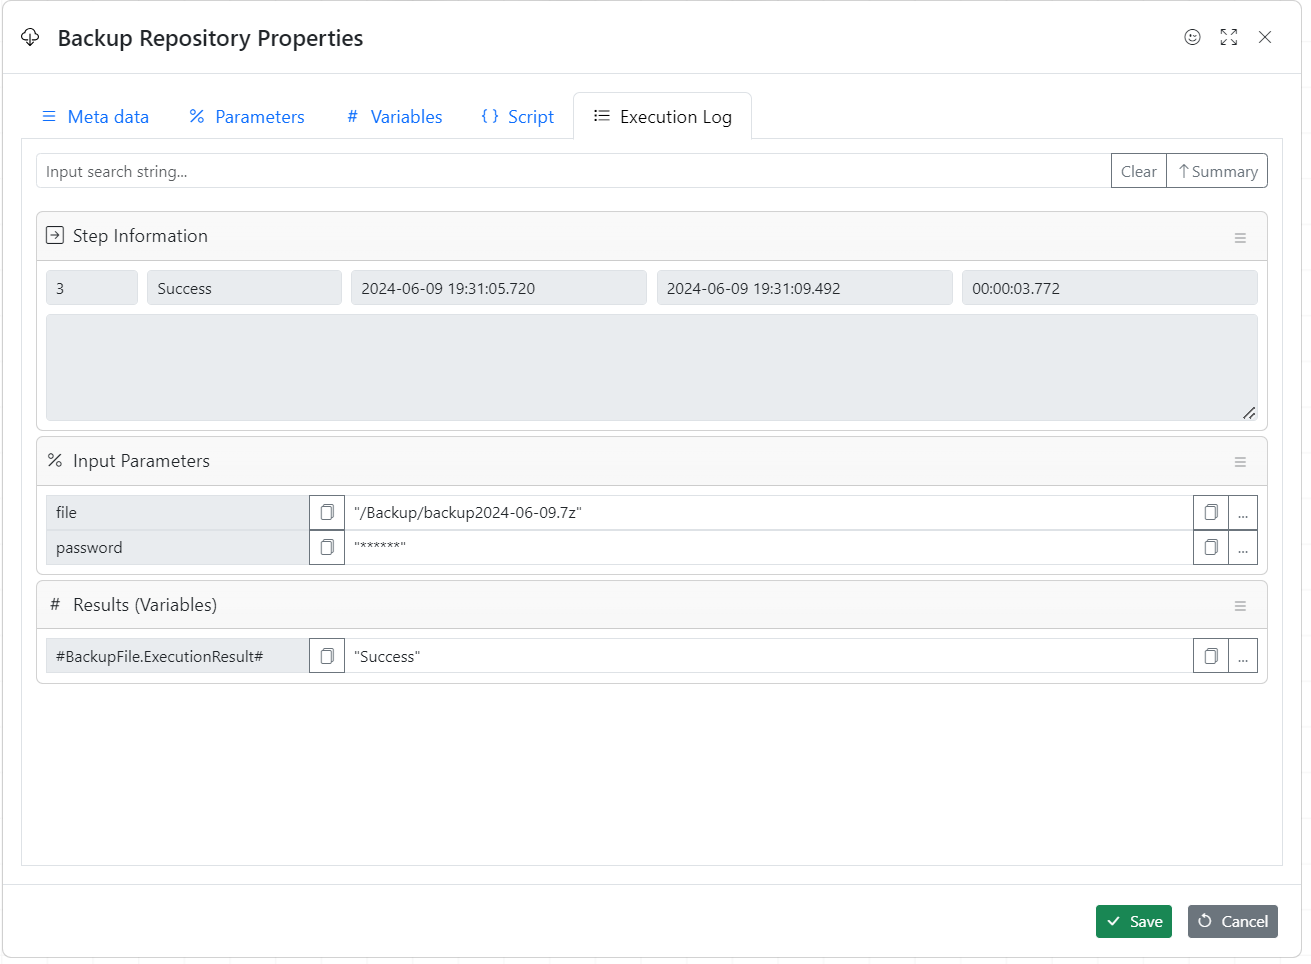 Backup Repository Properties
Meta data % Parameters # Variables {} Script Execution Log
Input search string... Clear ↑ Summary
Step Information
3 Success 2024-06-09 19:31:05.720 2024-06-09 19:31:09.492 00:00:03.772
% Input Parameters
file "/Backup/backup2024-06-09.7z" ...
password "******" ...
# Results (Variables)
#BackupFile.ExecutionResult# "Success" ...
Save Cancel